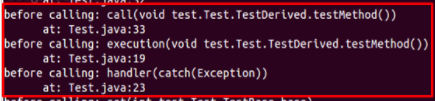 before calling: call(void test.Test.TestDerived.testMethod())
at: Test.java:33
before calling: execution(void test.Test.TestDerived.testMethod())
at: Test.java:19
before calling: handler(catch(Exception))
at: Test.java:23